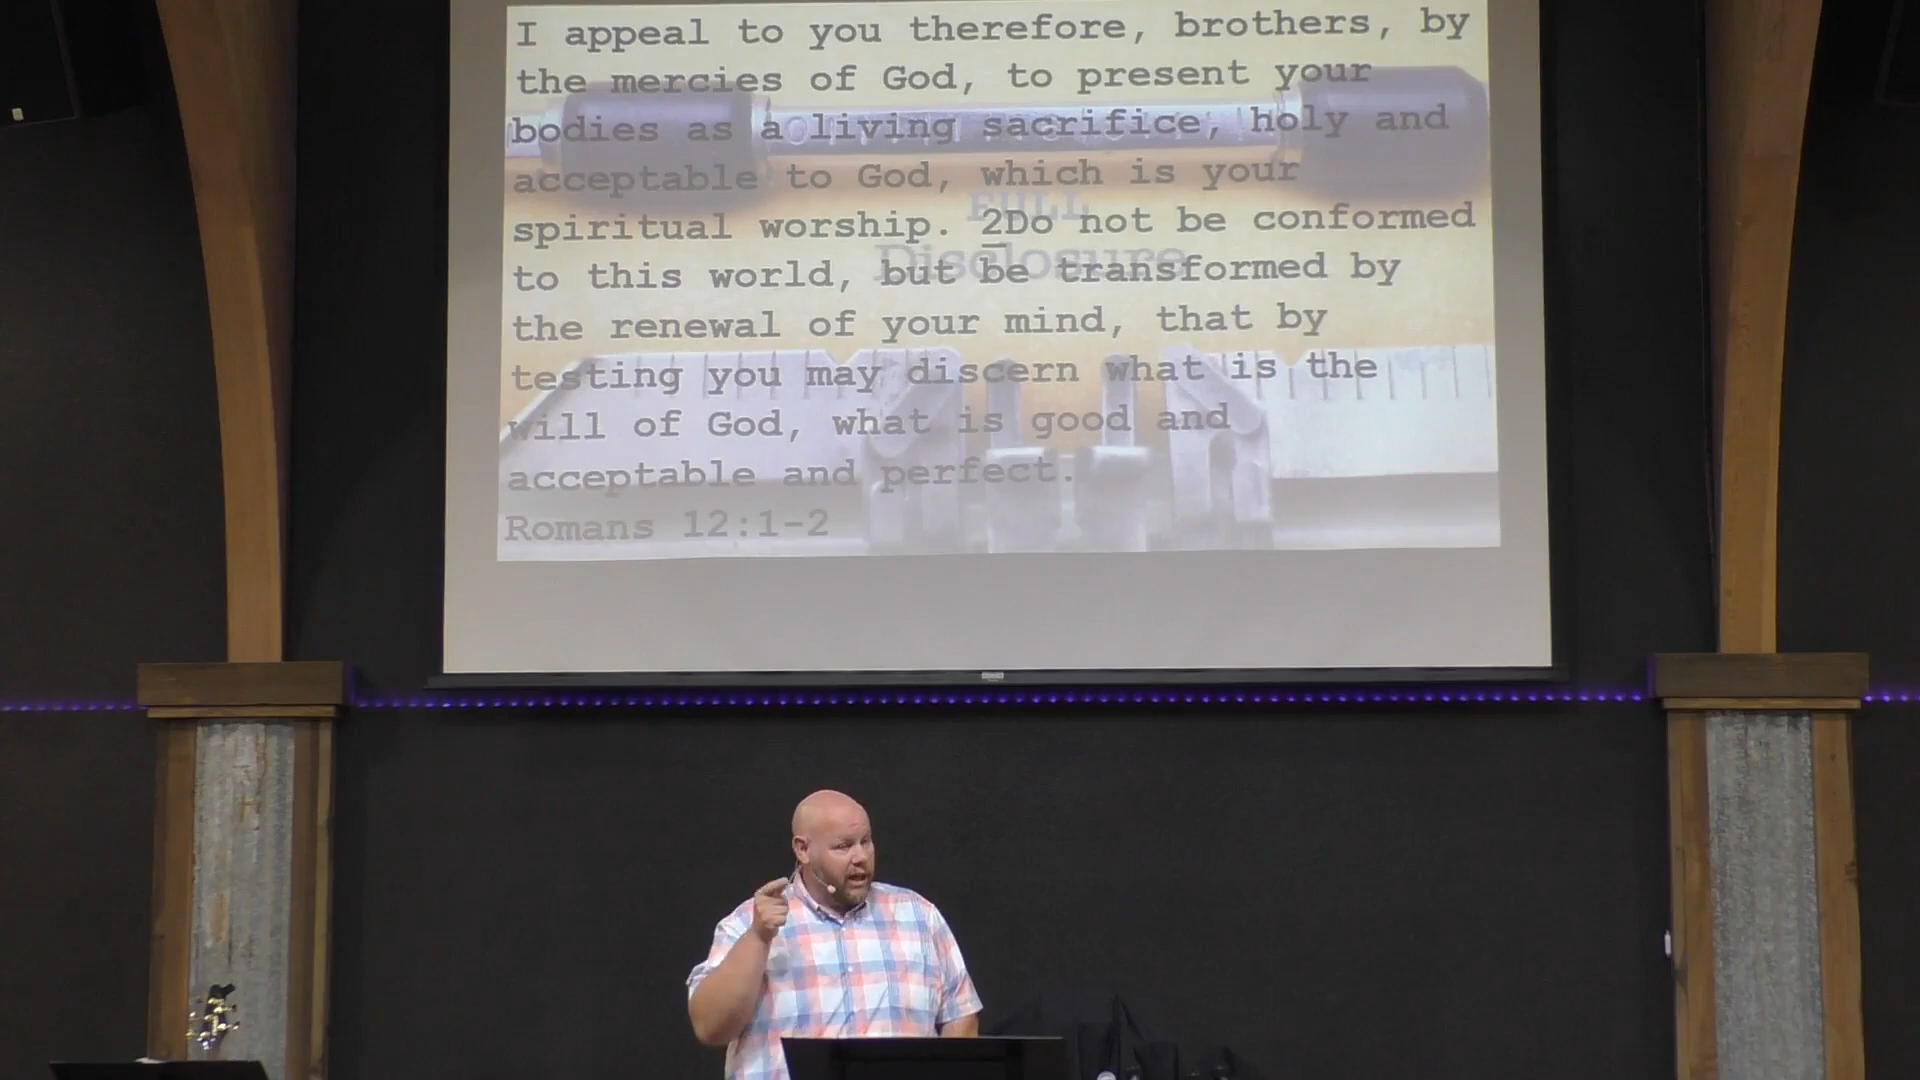 I appeal to you therefore, brothers, by
the mercies of God, to present your
bodies as a living sacrifice, holy and
acceptable to God, which is your
spiritual worship. 2Do not be conformed
to this world, but be transformed by
the renewal of your mind, that by
testing you may discern what is the
will of God, what is good and
acceptable and perfect.
Romans 12:1-2
FULL
Disclosure